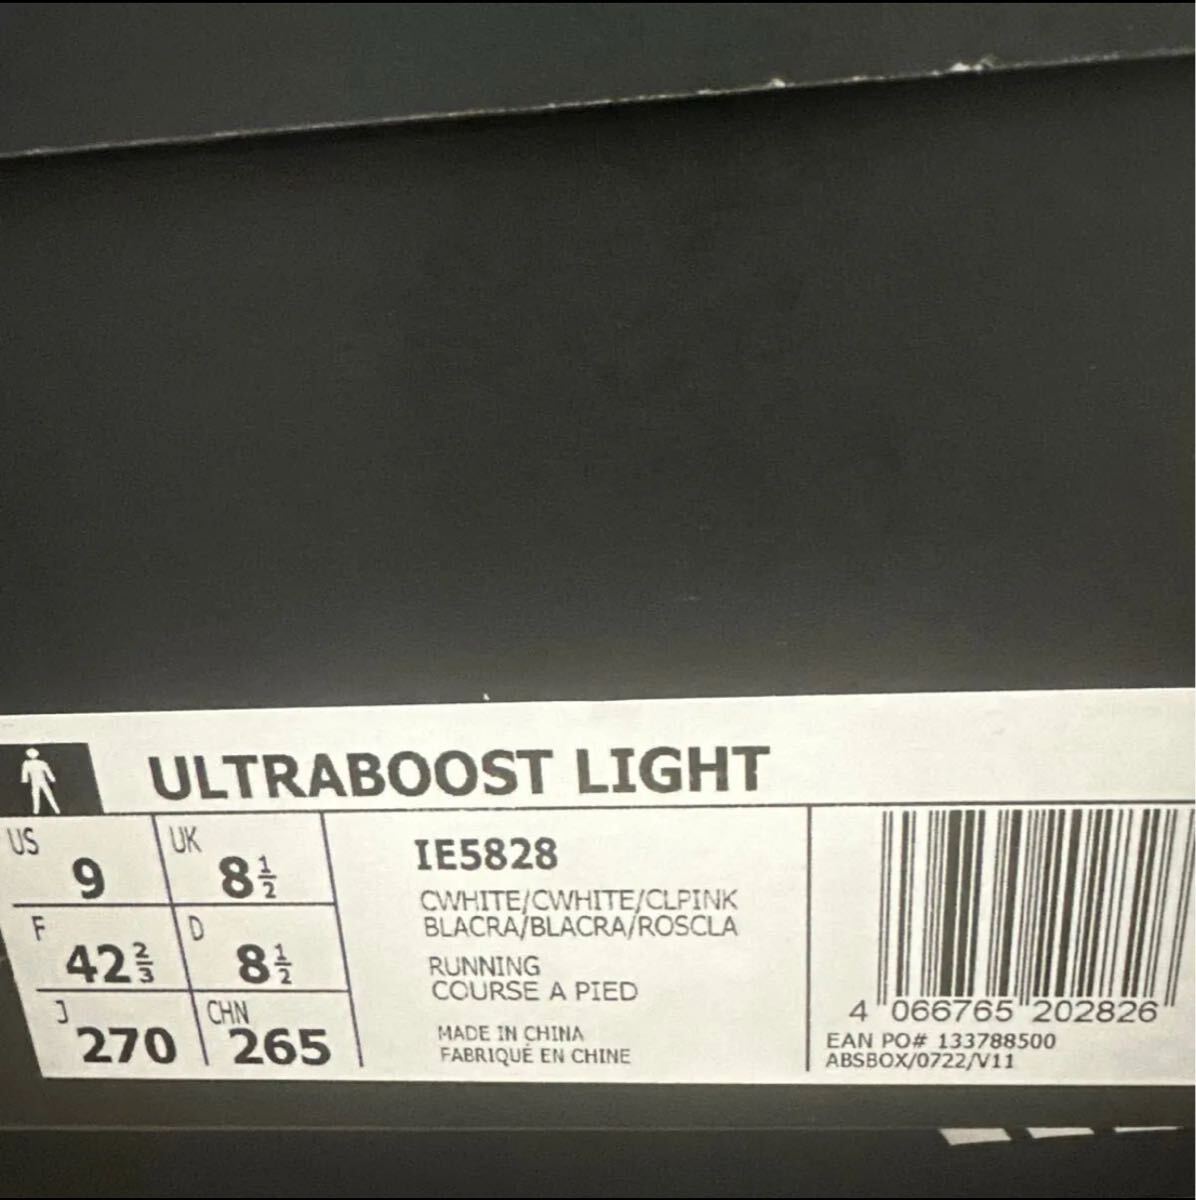 ULTRABOOST LIGHT
US 9 UK 8½
F 42⅔ D 8½
J 270 CHN 265
IE5828
CWHITE/CWHITE/CLPINK
BLACRA/BLACRA/ROSCLA
RUNNING
COURSE A PIED
MADE IN CHINA
FABRIQUÉ EN CHINE
4 066765 202826
EAN PO# 133788500
ABSBOX/0722/V11